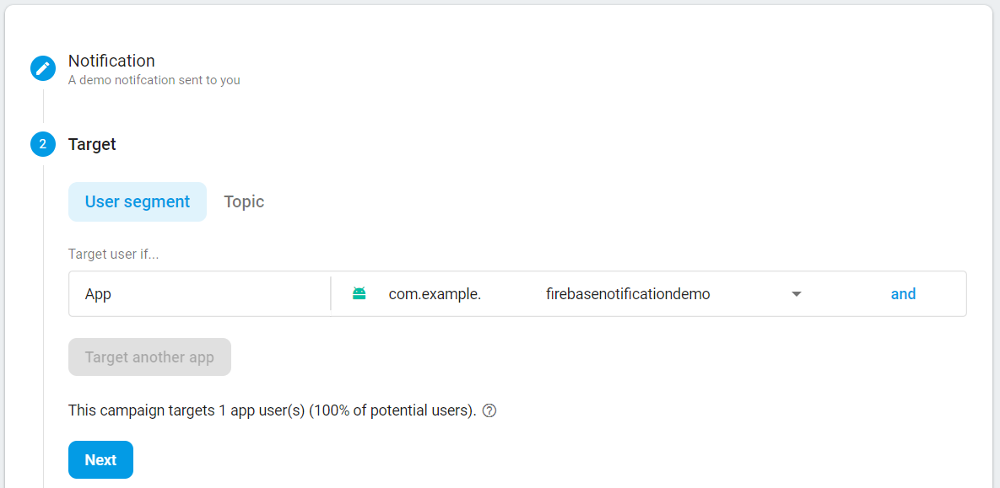 Notification
A demo notifcation sent to you
2 Target
User segment Topic
Target user if...
App com.example. firebasenotificationdemo and
Target another app
This campaign targets 1 app user(s) (100% of potential users). ?
Next